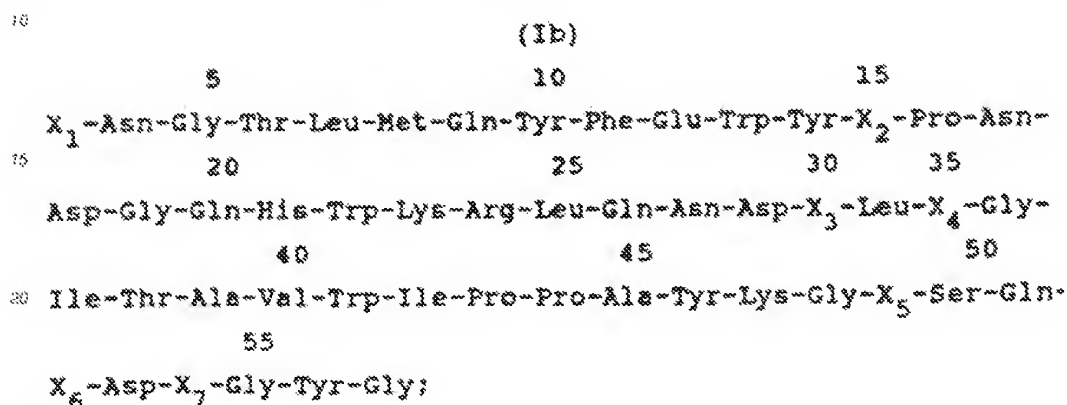 10
(Ib)
5 10 15
X1-Asn-Gly-Thr-Leu-Met-Gln-Tyr-Phe-Glu-Trp-Tyr-X2-Pro-Asn-
15 20 25 30 35
Asp-Gly-Gln-His-Trp-Lys-Arg-Leu-Gln-Asn-Asp-X3-Leu-X4-Gly-
40 45 50
20 Ile-Thr-Ala-Val-Trp-Ile-Pro-Pro-Ala-Tyr-Lys-Gly-X5-Ser-Gln-
55
X6-Asp-X7-Gly-Tyr-Gly;